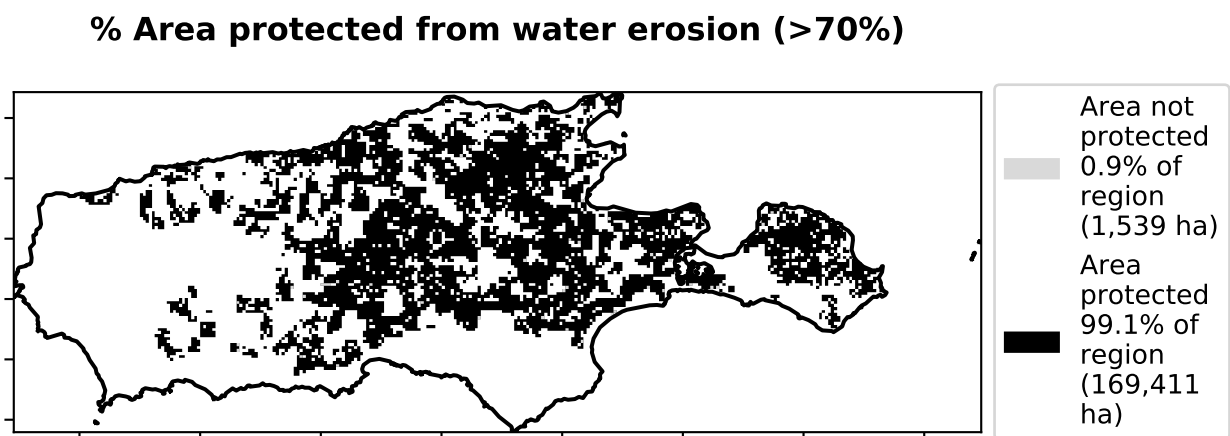 % Area protected from water erosion (>70%)
Area not
protected
0.9% of
region
(1,539 ha)
Area
protected
99.1% of
region
(169,411
ha)